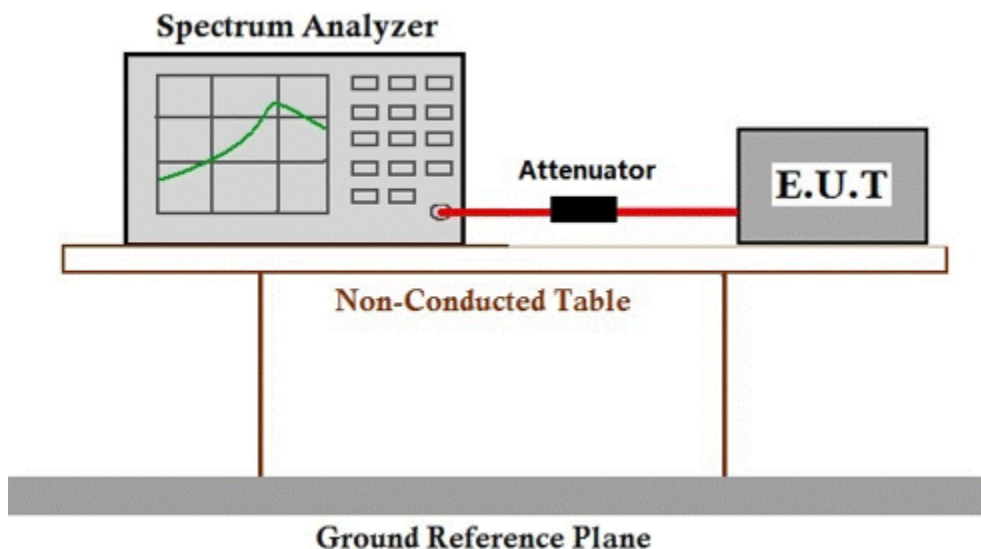 Spectrum Analyzer
Attenuator
E.U.T
Non-Conducted Table
Ground Reference Plane